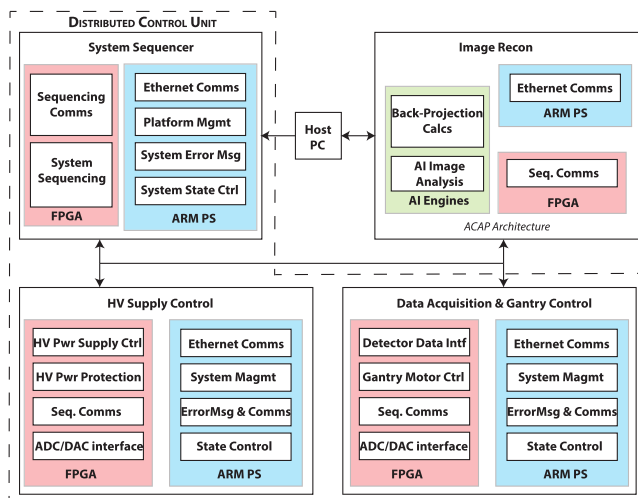 DISTRIBUTED CONTROL UNIT
System Sequencer
Sequencing
Comms
System
Sequencing
FPGA
Ethernet Comms
Platform Mgmt
System Error Msg
System State Ctrl
ARM PS
Host
PC
Image Recon
Back-Projection
Calcs
AI Image
Analysis
AI Engines
Ethernet Comms
ARM PS
Seq. Comms
FPGA
ACAP Architecture
HV Supply Control
HV Pwr Supply Ctrl
HV Pwr Protection
Seq. Comms
ADC/DAC interface
FPGA
Ethernet Comms
System Magmt
ErrorMsg & Comms
State Control
ARM PS
Data Acquisition & Gantry Control
Detector Data Intf
Gantry Motor Ctrl
Seq. Comms
ADC/DAC interface
FPGA
Ethernet Comms
System Magmt
ErrorMsg & Comms
State Control
ARM PS